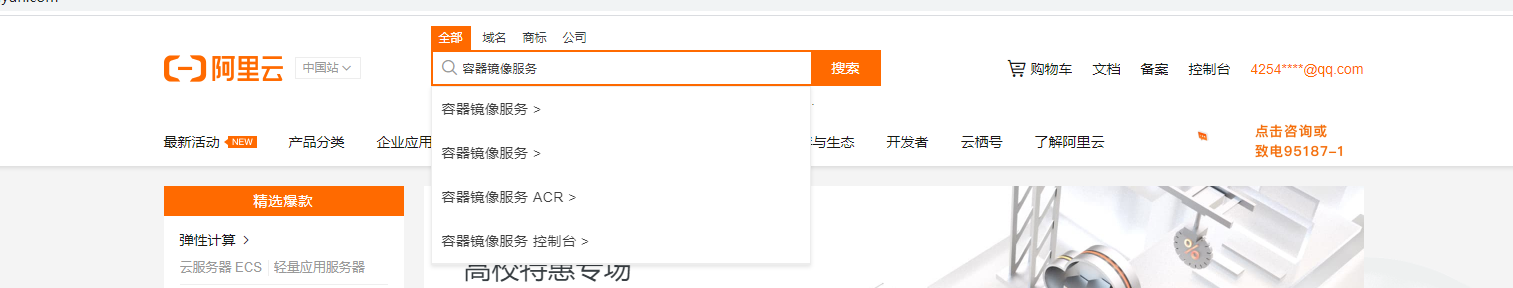 全部 域名 商标 公司
阿里云 中国站
容器镜像服务 搜索
购物车 文档 备案 控制台 4254****@qq.com
容器镜像服务 >
最新活动 NEW 产品分类 企业应用
容器镜像服务 >
与生态 开发者 云栖号 了解阿里云
点击咨询或
致电95187-1
容器镜像服务 ACR >
容器镜像服务 控制台 >
精选爆款
弹性计算 >
云服务器 ECS 轻量应用服务器
高校特惠专场